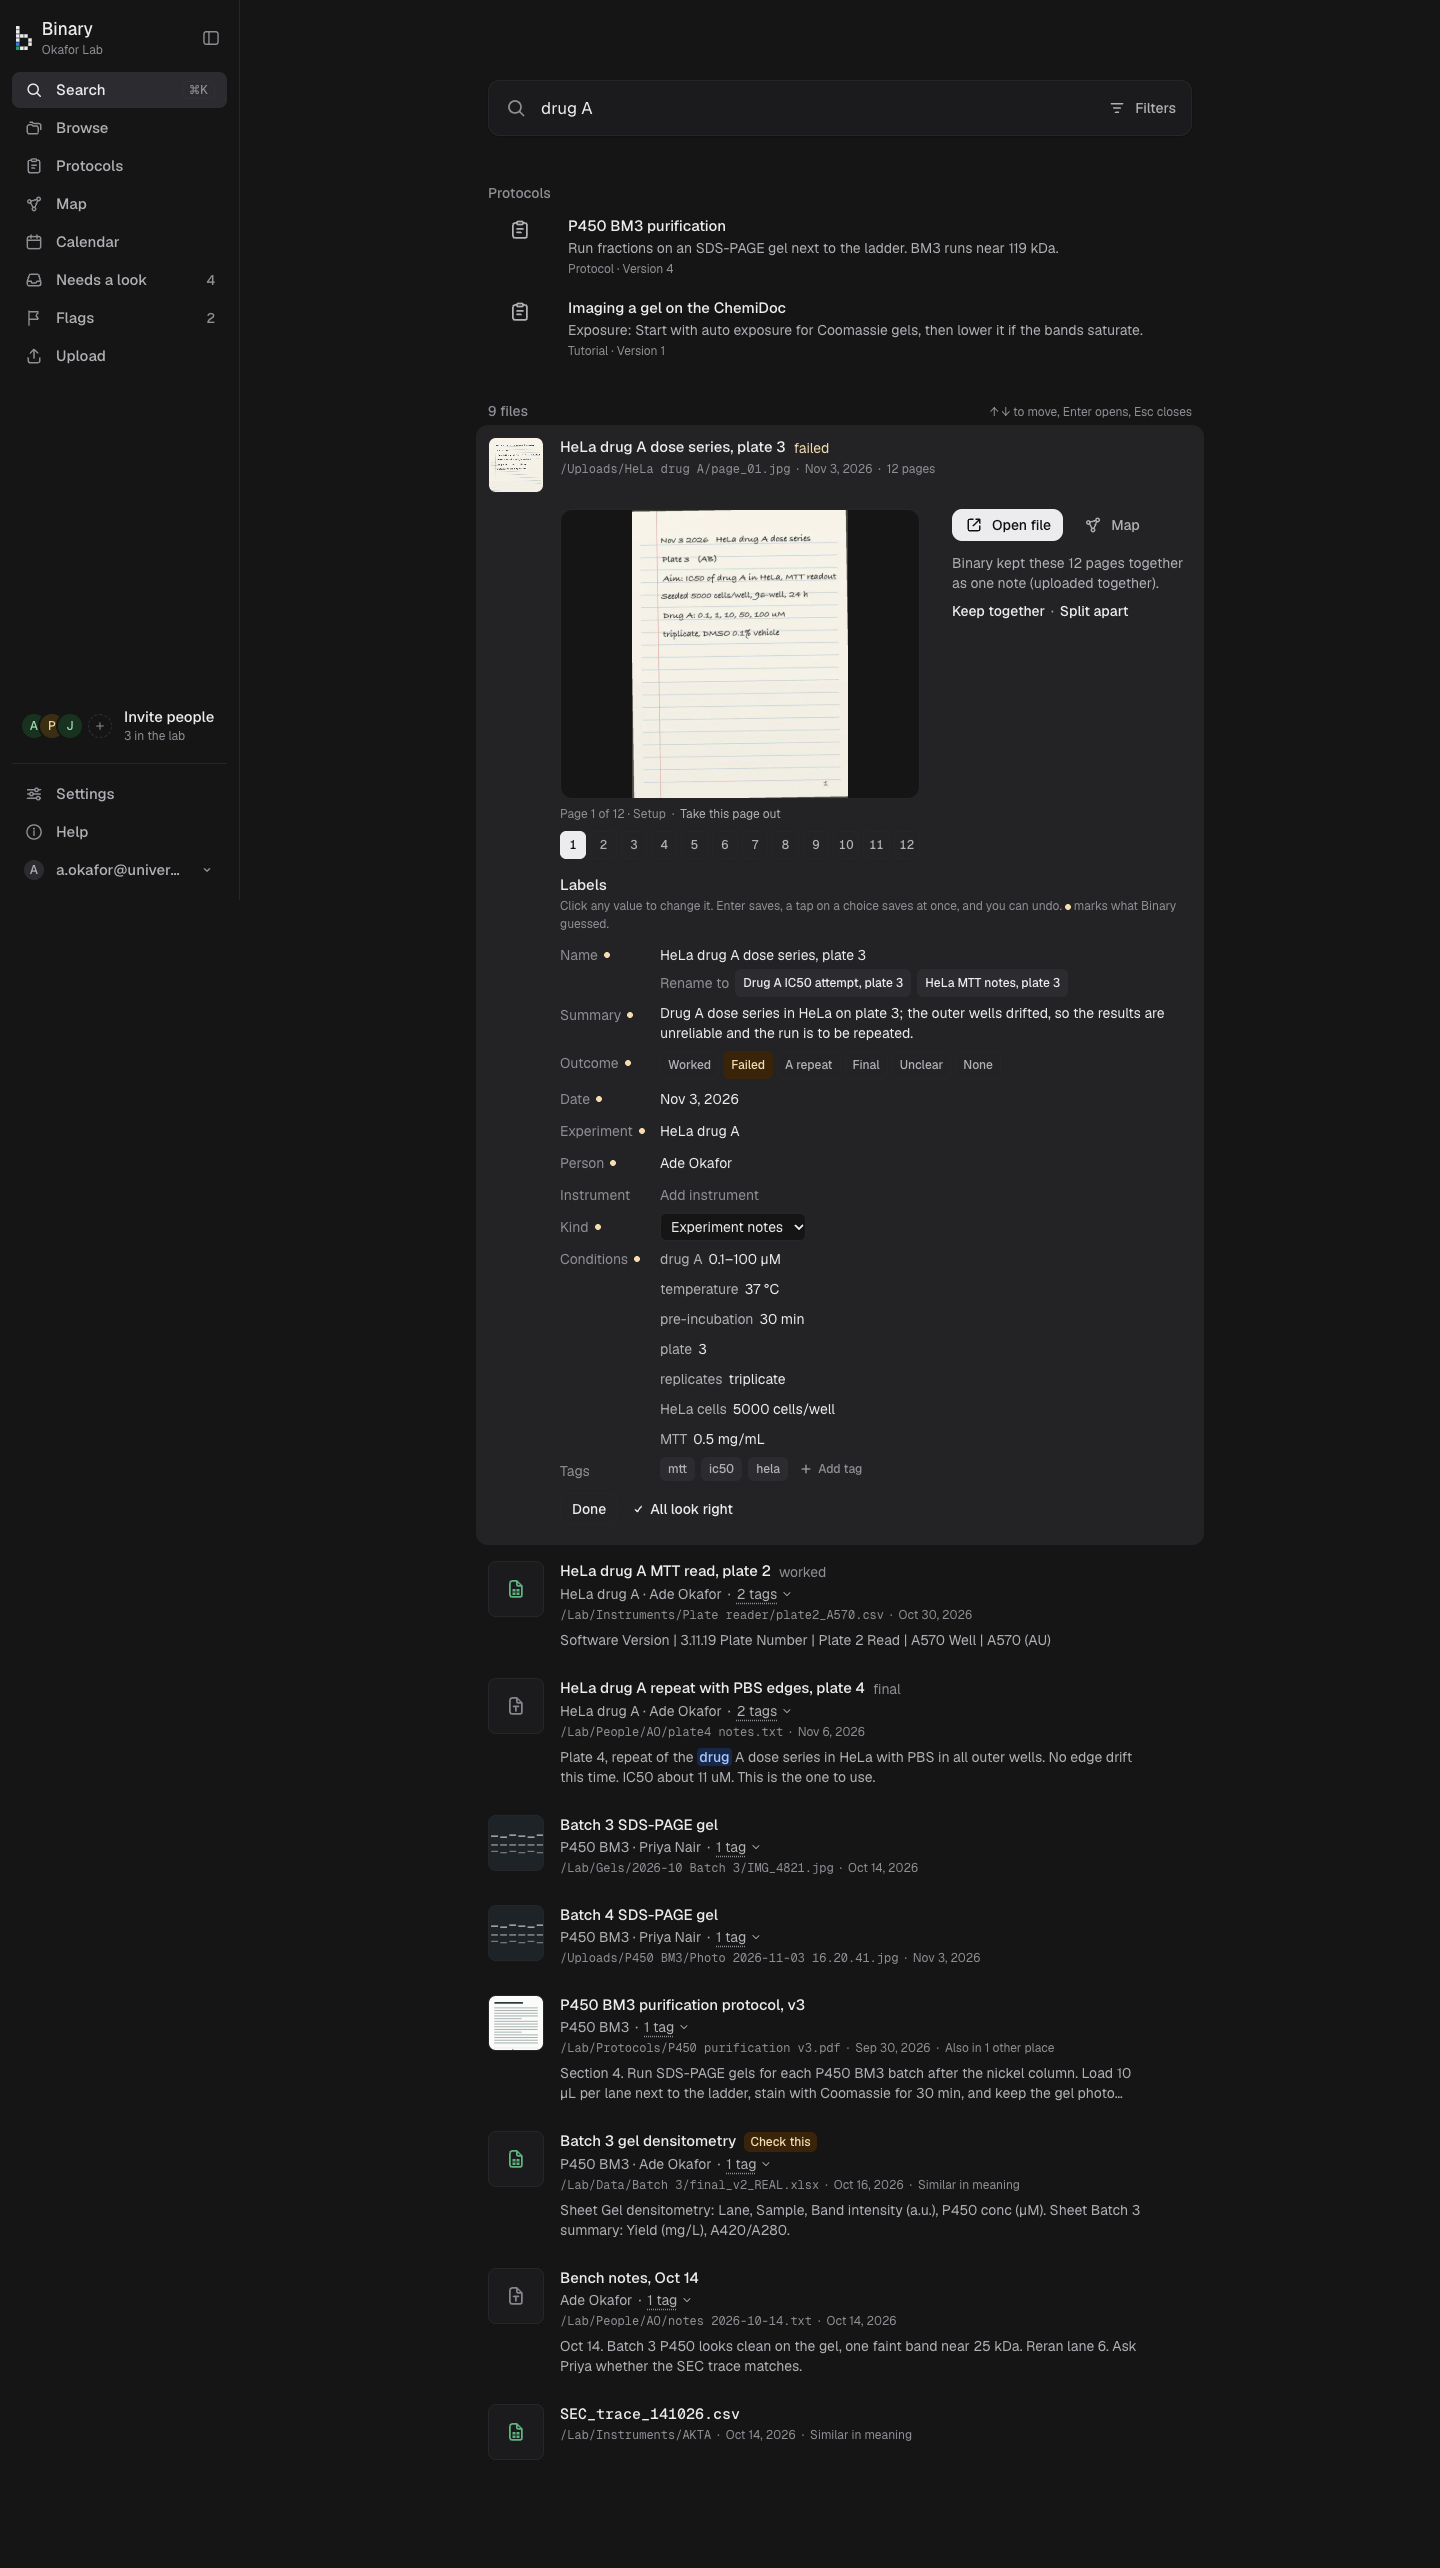 Binary
Okafor Lab
Search ⌘K
Browse
Protocols
Map
Calendar
Needs a look 4
Flags 2
Upload
A P J +
Invite people
3 in the lab
Settings
Help
A a.okafor@univer...
drug A
Filters
Protocols
P450 BM3 purification
Run fractions on an SDS-PAGE gel next to the ladder. BM3 runs near 119 kDa.
Protocol · Version 4
Imaging a gel on the ChemiDoc
Exposure: Start with auto exposure for Coomassie gels, then lower it if the bands saturate.
Tutorial · Version 1
9 files
↑↓ to move, Enter opens, Esc closes
HeLa drug A dose series, plate 3 failed
/Uploads/HeLa drug A/page_01.jpg · Nov 3, 2026 · 12 pages
Nov 3 2026 HeLa drug A dose series
Plate 3 (AB)
Aim: IC50 of drug A in HeLa, MTT readout
Seeded 5000 cells/well, 96-well, 24 h
Drug A: 0.1, 1, 10, 50, 100 uM
triplicate, DMSO 0.1% vehicle
1
Open file
Map
Binary kept these 12 pages together
as one note (uploaded together).
Keep together · Split apart
Page 1 of 12 · Setup · Take this page out
1 2 3 4 5 6 7 8 9 10 11 12
Labels
Click any value to change it. Enter saves, a tap on a choice saves at once, and you can undo. • marks what Binary
guessed.
Name • HeLa drug A dose series, plate 3
Rename to Drug A IC50 attempt, plate 3 HeLa MTT notes, plate 3
Summary • Drug A dose series in HeLa on plate 3; the outer wells drifted, so the results are
unreliable and the run is to be repeated.
Outcome • Worked Failed A repeat Final Unclear None
Date • Nov 3, 2026
Experiment • HeLa drug A
Person • Ade Okafor
Instrument Add instrument
Kind • Experiment notes
Conditions • drug A 0.1–100 µM
temperature 37 °C
pre-incubation 30 min
plate 3
replicates triplicate
HeLa cells 5000 cells/well
MTT 0.5 mg/mL
Tags mtt ic50 hela + Add tag
Done ✓ All look right
HeLa drug A MTT read, plate 2 worked
HeLa drug A · Ade Okafor · 2 tags
/Lab/Instruments/Plate reader/plate2_A570.csv · Oct 30, 2026
Software Version | 3.11.19 Plate Number | Plate 2 Read | A570 Well | A570 (AU)
HeLa drug A repeat with PBS edges, plate 4 final
HeLa drug A · Ade Okafor · 2 tags
/Lab/People/AO/plate4 notes.txt · Nov 6, 2026
Plate 4, repeat of the drug A dose series in HeLa with PBS in all outer wells. No edge drift
this time. IC50 about 11 uM. This is the one to use.
Batch 3 SDS-PAGE gel
P450 BM3 · Priya Nair · 1 tag
/Lab/Gels/2026-10 Batch 3/IMG_4821.jpg · Oct 14, 2026
Batch 4 SDS-PAGE gel
P450 BM3 · Priya Nair · 1 tag
/Uploads/P450 BM3/Photo 2026-11-03 16.20.41.jpg · Nov 3, 2026
P450 BM3 purification protocol, v3
P450 BM3 · 1 tag
/Lab/Protocols/P450 purification v3.pdf · Sep 30, 2026 · Also in 1 other place
Section 4. Run SDS-PAGE gels for each P450 BM3 batch after the nickel column. Load 10
µL per lane next to the ladder, stain with Coomassie for 30 min, and keep the gel photo...
Batch 3 gel densitometry Check this
P450 BM3 · Ade Okafor · 1 tag
/Lab/Data/Batch 3/final_v2_REAL.xlsx · Oct 16, 2026 · Similar in meaning
Sheet Gel densitometry: Lane, Sample, Band intensity (a.u.), P450 conc (µM). Sheet Batch 3
summary: Yield (mg/L), A420/A280.
Bench notes, Oct 14
Ade Okafor · 1 tag
/Lab/People/AO/notes 2026-10-14.txt · Oct 14, 2026
Oct 14. Batch 3 P450 looks clean on the gel, one faint band near 25 kDa. Reran lane 6. Ask
Priya whether the SEC trace matches.
SEC_trace_141026.csv
/Lab/Instruments/AKTA · Oct 14, 2026 · Similar in meaning